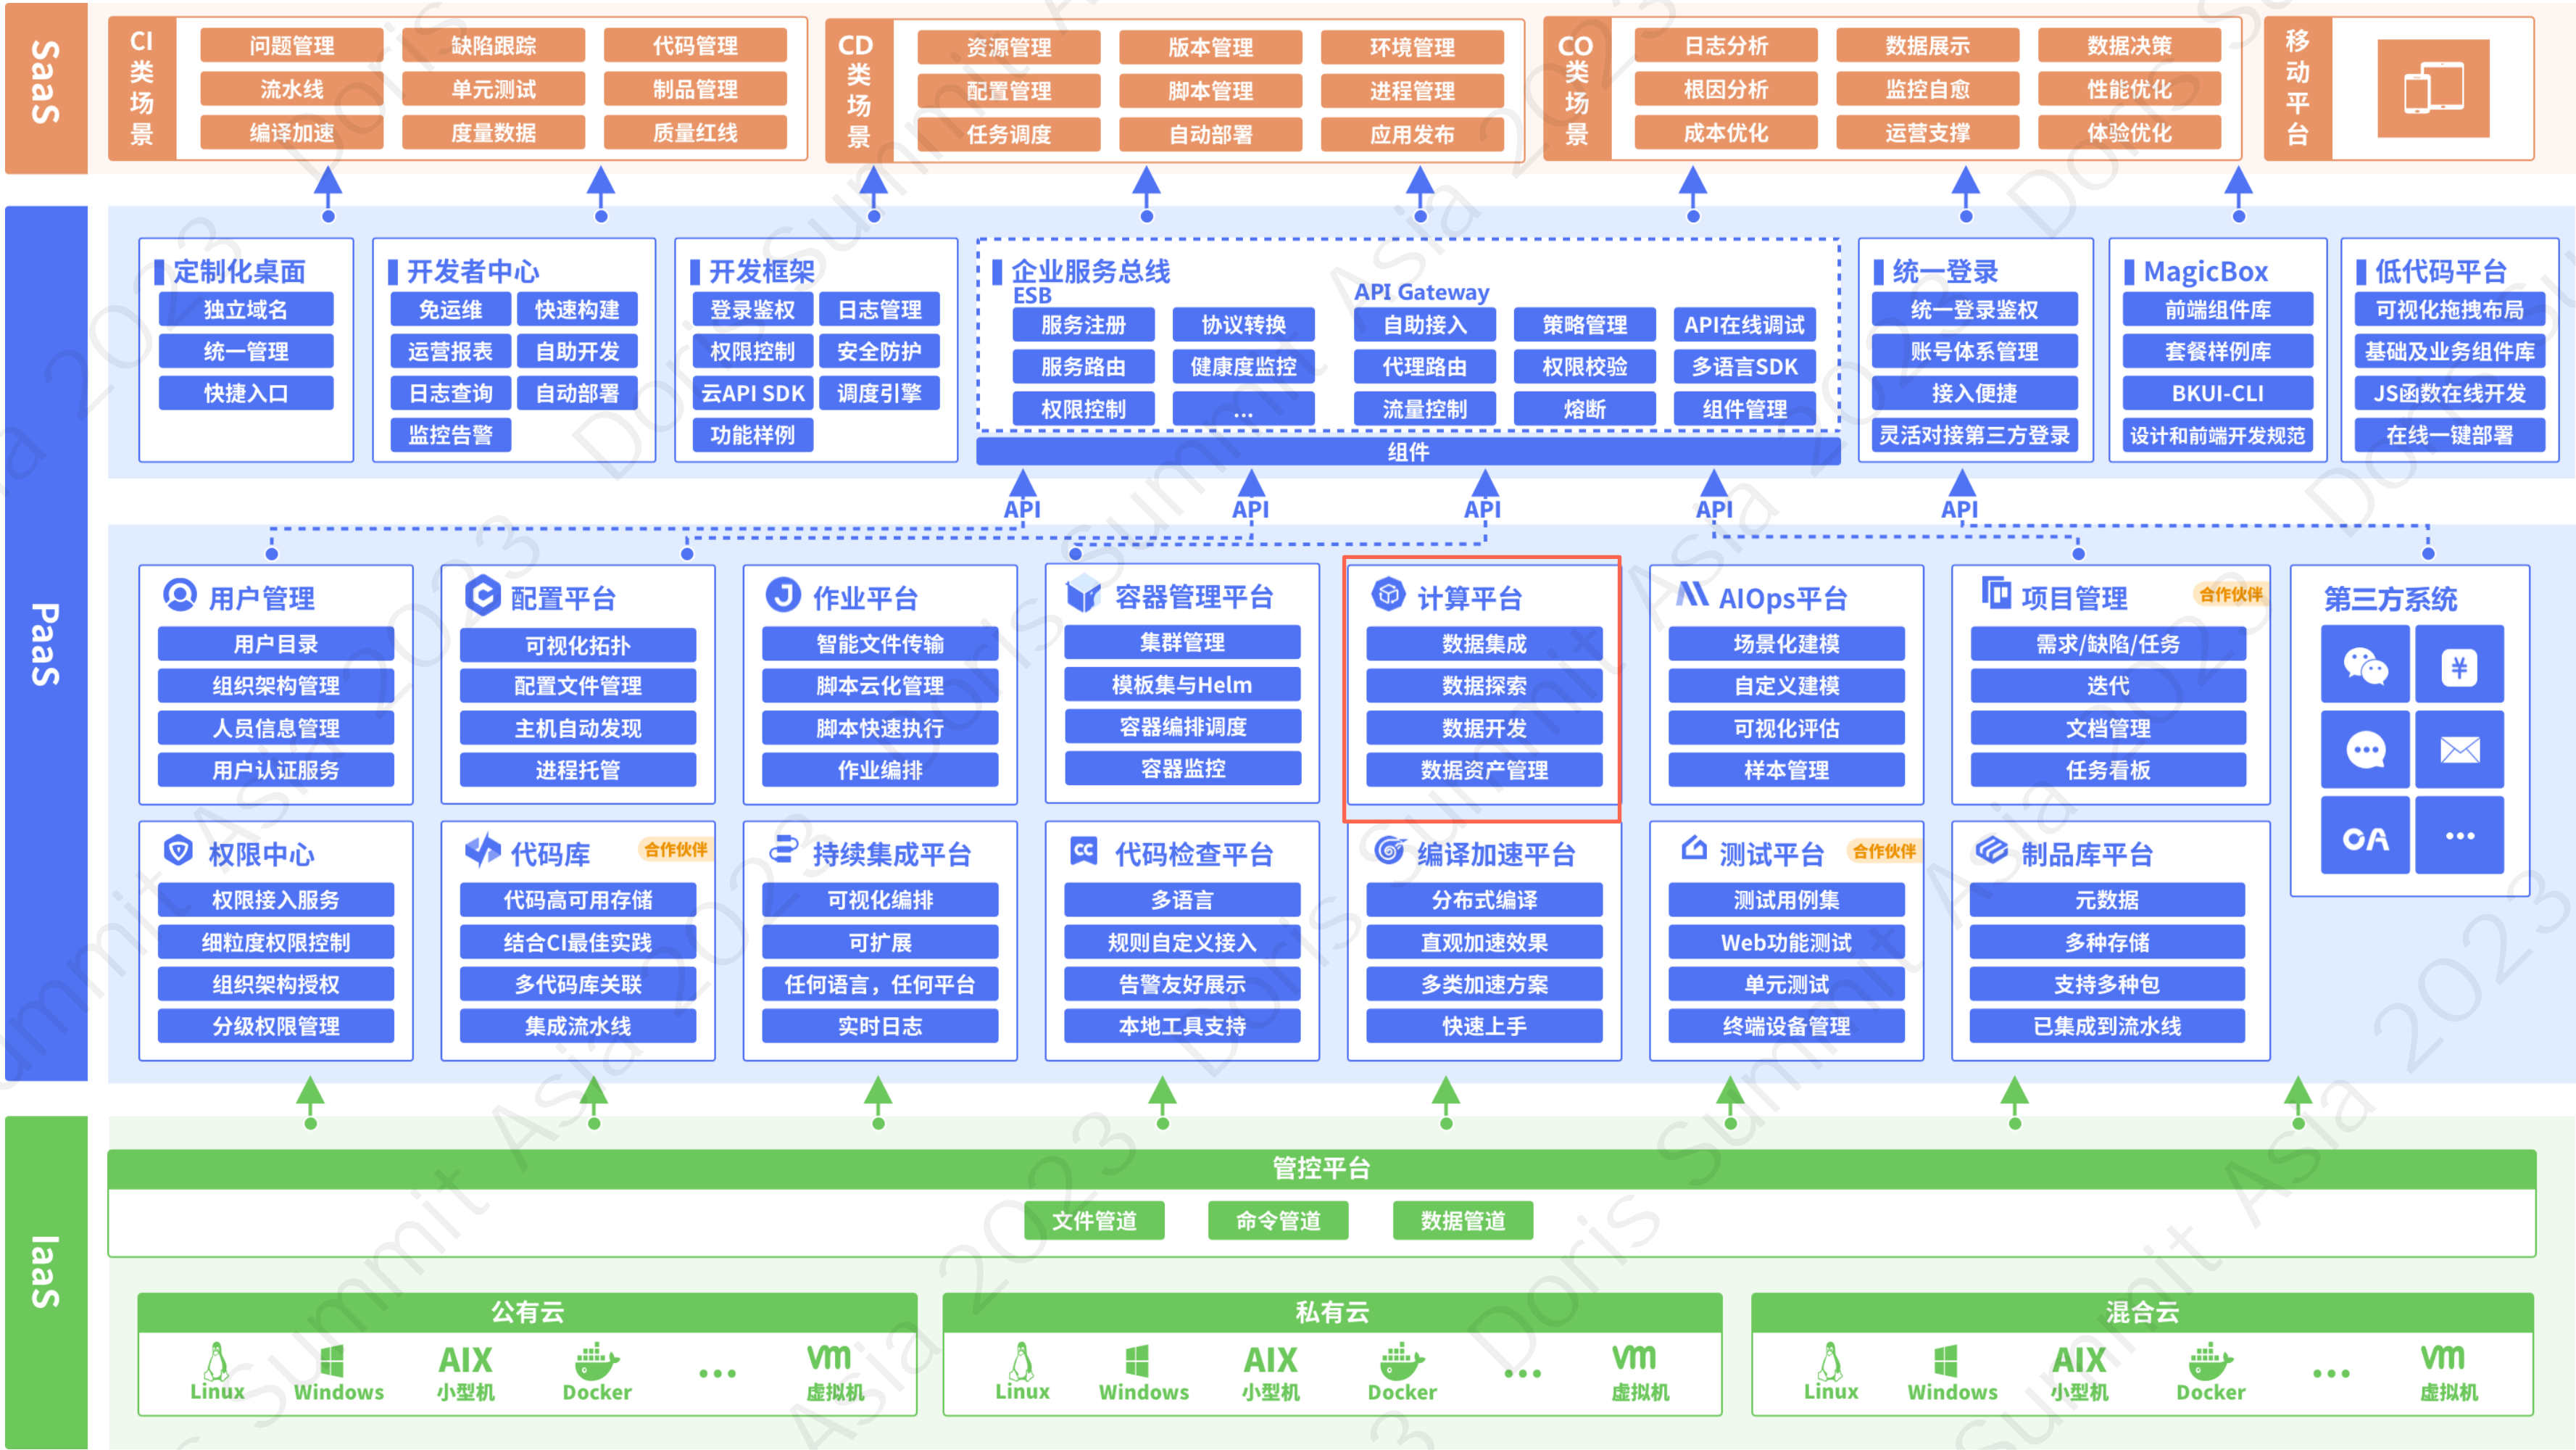 SaaS
CI类场景
问题管理 缺陷跟踪 代码管理
流水线 单元测试 制品管理
编译加速 度量数据 质量红线
CD类场景
资源管理 版本管理 环境管理
配置管理 脚本管理 进程管理
任务调度 自动部署 应用发布
CO类场景
日志分析 数据展示 数据决策
根因分析 监控自愈 性能优化
成本优化 运营支撑 体验优化
移动平台
PaaS
定制化桌面
独立域名
统一管理
快捷入口
开发者中心
免运维 快速构建
运营报表 自助开发
日志查询 自动部署
监控告警
开发框架
登录鉴权 日志管理
权限控制 安全防护
云API SDK 调度引擎
功能样例
企业服务总线
ESB
服务注册 协议转换
服务路由 健康度监控
权限控制 ...
API Gateway
自助接入 策略管理 API在线调试
代理路由 权限校验 多语言SDK
流量控制 熔断 组件管理
组件
统一登录
统一登录鉴权
账号体系管理
接入便捷
灵活对接第三方登录
MagicBox
前端组件库
套餐样例库
BKUI-CLI
设计和前端开发规范
低代码平台
可视化拖拽布局
基础及业务组件库
JS函数在线开发
在线一键部署
API API API API API
用户管理
用户目录
组织架构管理
人员信息管理
用户认证服务
配置平台
可视化拓扑
配置文件管理
主机自动发现
进程托管
作业平台
智能文件传输
脚本云化管理
脚本快速执行
作业编排
容器管理平台
集群管理
模板集与Helm
容器编排调度
容器监控
计算平台
数据集成
数据探索
数据开发
数据资产管理
AIOps平台
场景化建模
自定义建模
可视化评估
样本管理
项目管理 合作伙伴
需求/缺陷/任务
迭代
文档管理
任务看板
第三方系统
¥
OA ...
权限中心
权限接入服务
细粒度权限控制
组织架构授权
分级权限管理
代码库 合作伙伴
代码高可用存储
结合CI最佳实践
多代码库关联
集成流水线
持续集成平台
可视化编排
可扩展
任何语言，任何平台
实时日志
CC 代码检查平台
多语言
规则自定义接入
告警友好展示
本地工具支持
编译加速平台
分布式编译
直观加速效果
多类加速方案
快速上手
测试平台 合作伙伴
测试用例集
Web功能测试
单元测试
终端设备管理
制品库平台
元数据
多种存储
支持多种包
已集成到流水线
IaaS
管控平台
文件管道 命令管道 数据管道
公有云
Linux Windows AIX 小型机 Docker ... vm 虚拟机
私有云
Linux Windows AIX 小型机 Docker ... vm 虚拟机
混合云
Linux Windows AIX 小型机 Docker ... vm 虚拟机
Doris Summit Asia 2023